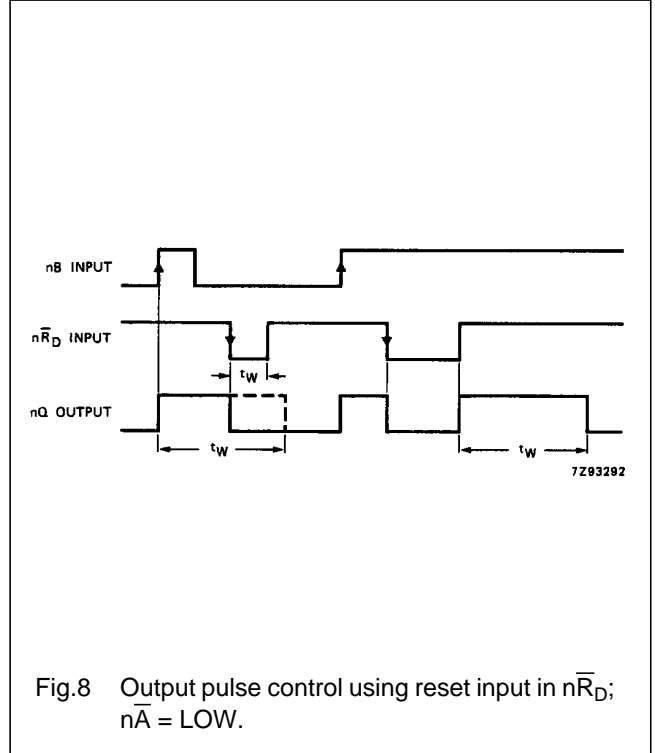 nB INPUT
nR̅D INPUT
tW
nQ OUTPUT
tW
tW
7Z93292
Fig.8 Output pulse control using reset input in nR̅D;
nA̅ = LOW.